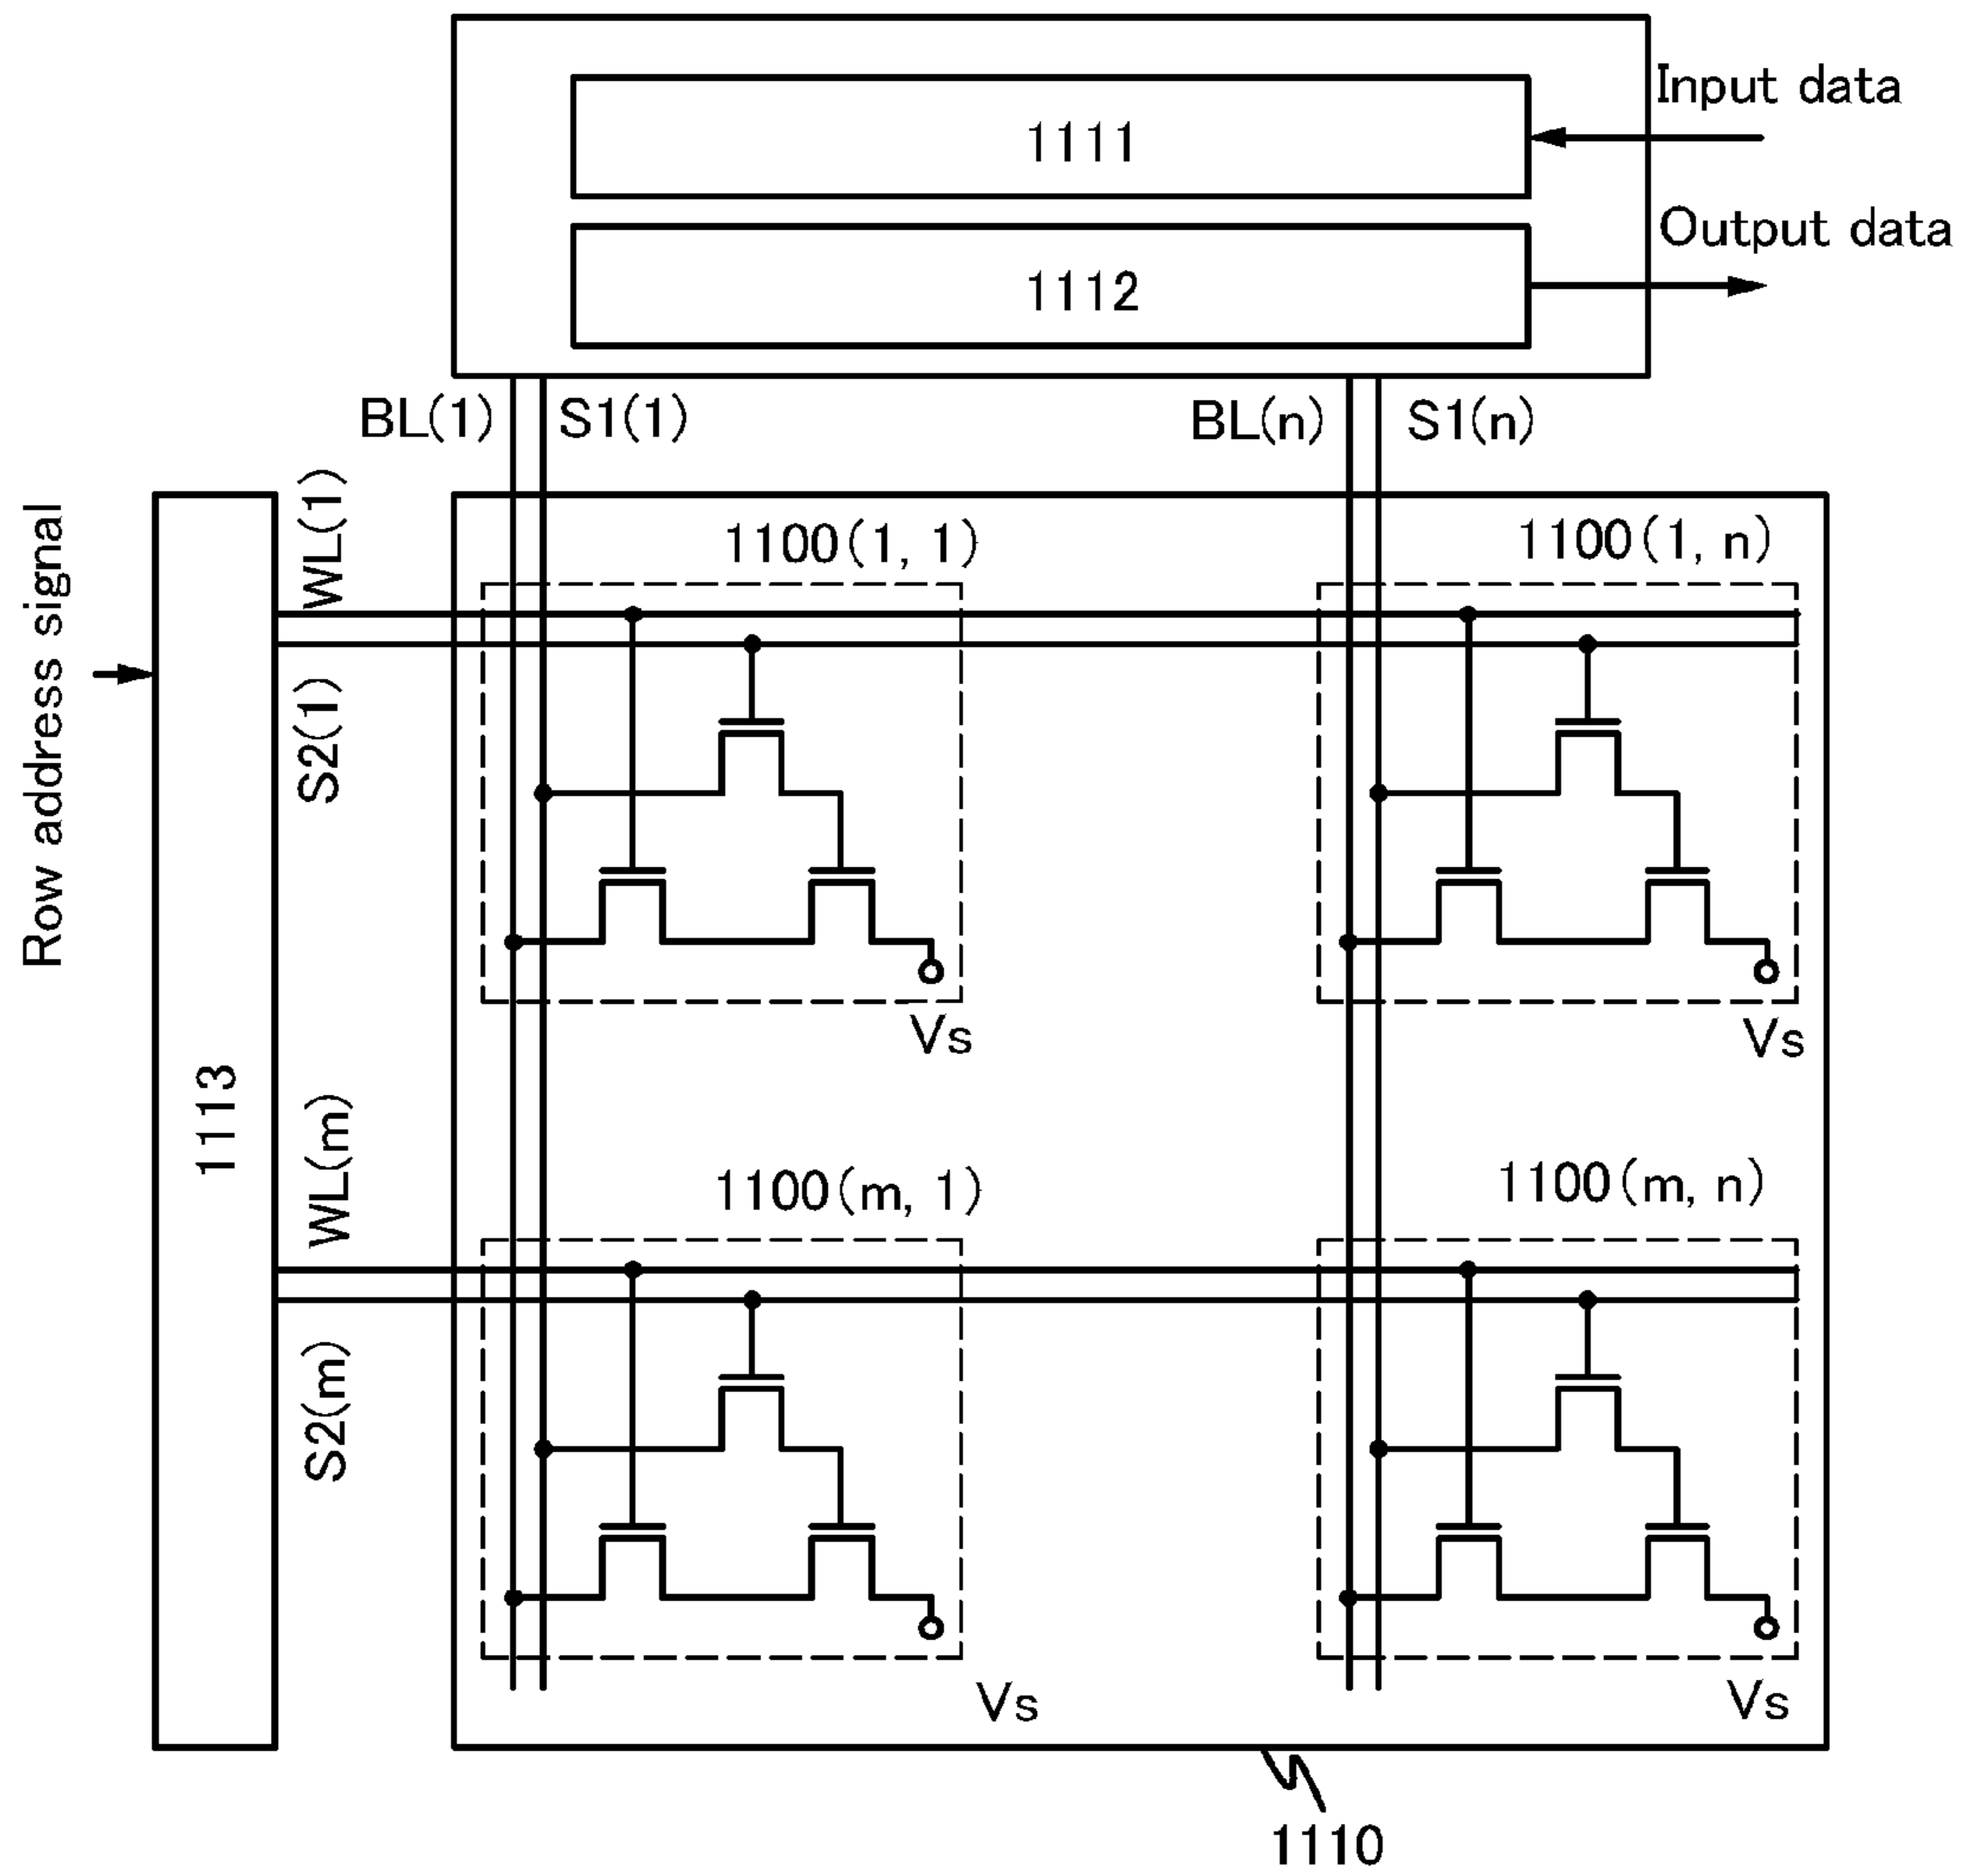 Input data
1111
Output data
1112
BL(1)
S1(1)
BL(n)
S1(n)
Row address signal
WL(1)
S2(1)
1100(1, 1)
1100(1, n)
Vs
Vs
1113
WL(m)
S2(m)
1100(m, 1)
1100(m, n)
Vs
Vs
1110